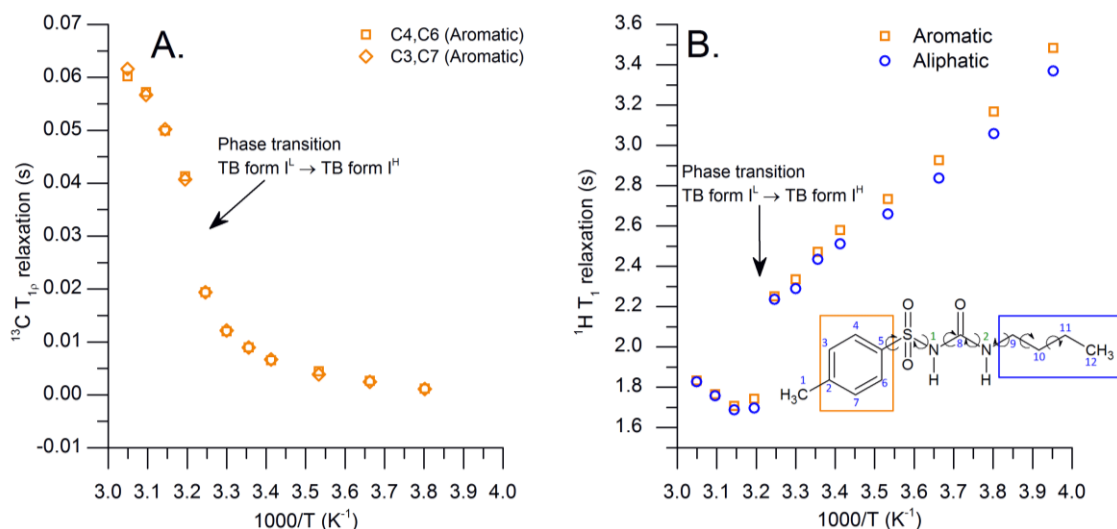 A.
C4,C6 (Aromatic)
C3,C7 (Aromatic)
Phase transition
TB form I^L → TB form I^H
¹³C T₁ρ relaxation (s)
0.07
0.06
0.05
0.04
0.03
0.02
0.01
0.00
-0.01
3.0 3.1 3.2 3.3 3.4 3.5 3.6 3.7 3.8 3.9 4.0
1000/T (K⁻¹)
B.
Aromatic
Aliphatic
Phase transition
TB form I^L → TB form I^H
¹H T₁ relaxation (s)
3.6
3.4
3.2
3.0
2.8
2.6
2.4
2.2
2.0
1.8
1.6
O O
4 S 1 2 11
3 5 N 8 N 9
O 10 12
1 2 6 H H CH₃
H₃C 7
3.0 3.1 3.2 3.3 3.4 3.5 3.6 3.7 3.8 3.9 4.0
1000/T (K⁻¹)